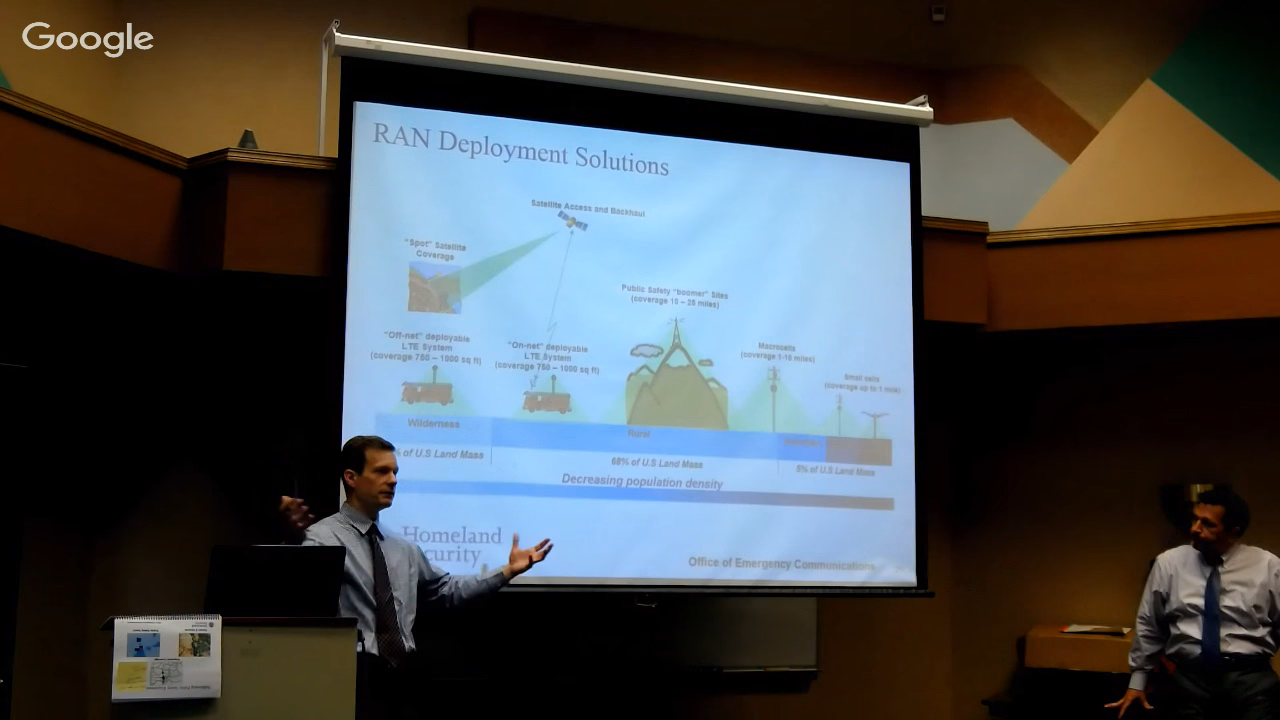 Google
RAN Deployment Solutions
Satellite Access and Backhaul
"Spot" Satellite
Coverage
Public Safety "boomer" Sites
(coverage 10 – 25 miles)
"Off-net" deployable
LTE System
(coverage 750 – 1000 sq ft)
"On-net" deployable
LTE System
(coverage 750 – 1000 sq ft)
Macrocells
(coverage 1-10 miles)
Small cells
(coverage up to 1 mile)
Wilderness
Rural
% of U.S Land Mass
68% of U.S Land Mass
5% of U.S Land Mass
Decreasing population density
Homeland
curity
Office of Emergency Communications